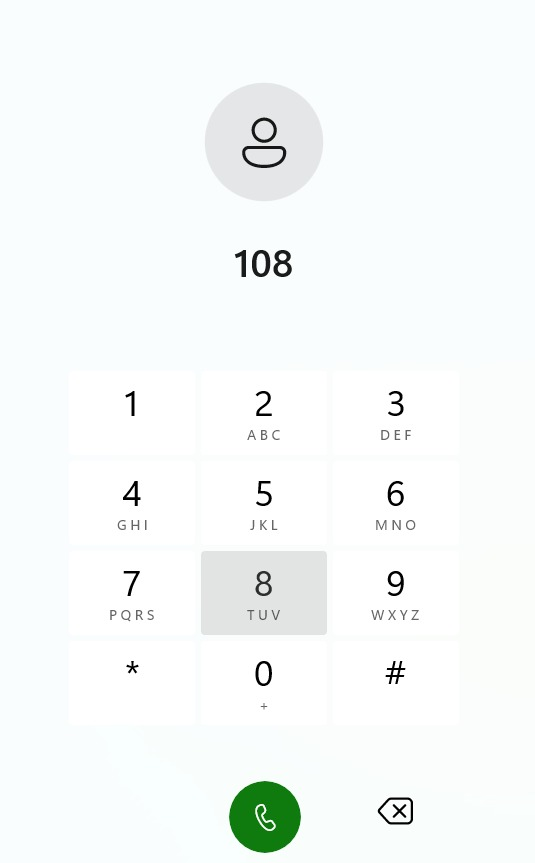 108
1 2 3
ABC DEF
4 5 6
GHI JKL MNO
7 8 9
PQRS TUV WXYZ
* 0 #
+